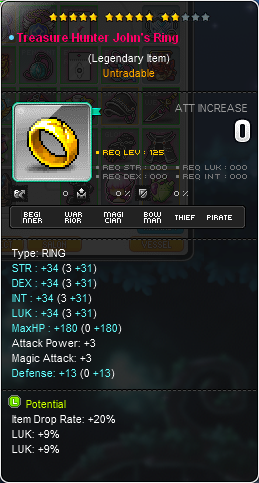 Treasure Hunter John's Ring
(Legendary Item)
Untradable
ATT INCREASE
0
REQ LEV : 125
REQ STR : 000
REQ LUK : 000
REQ DEX : 000
REQ INT : 000
0 0 % 0 %
BEGINNER WARRIOR MAGICIAN BOWMAN THIEF PIRATE
Type: RING
STR : +34 (3 +31)
DEX : +34 (3 +31)
INT : +34 (3 +31)
LUK : +34 (3 +31)
MaxHP : +180 (0 +180)
Attack Power: +3
Magic Attack: +3
Defense: +13 (0 +13)
L Potential
Item Drop Rate: +20%
LUK: +9%
LUK: +9%